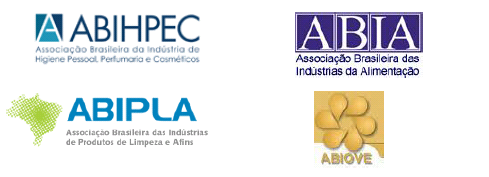 ABIHPEC
Associação Brasileira da Indústria de
Higiene Pessoal, Perfumaria e Cosméticos
ABIA
Associação Brasileira das
Indústrias da Alimentação
ABIPLA
Associação Brasileira das Indústrias
de Produtos de Limpeza e Afins
ABIOVE